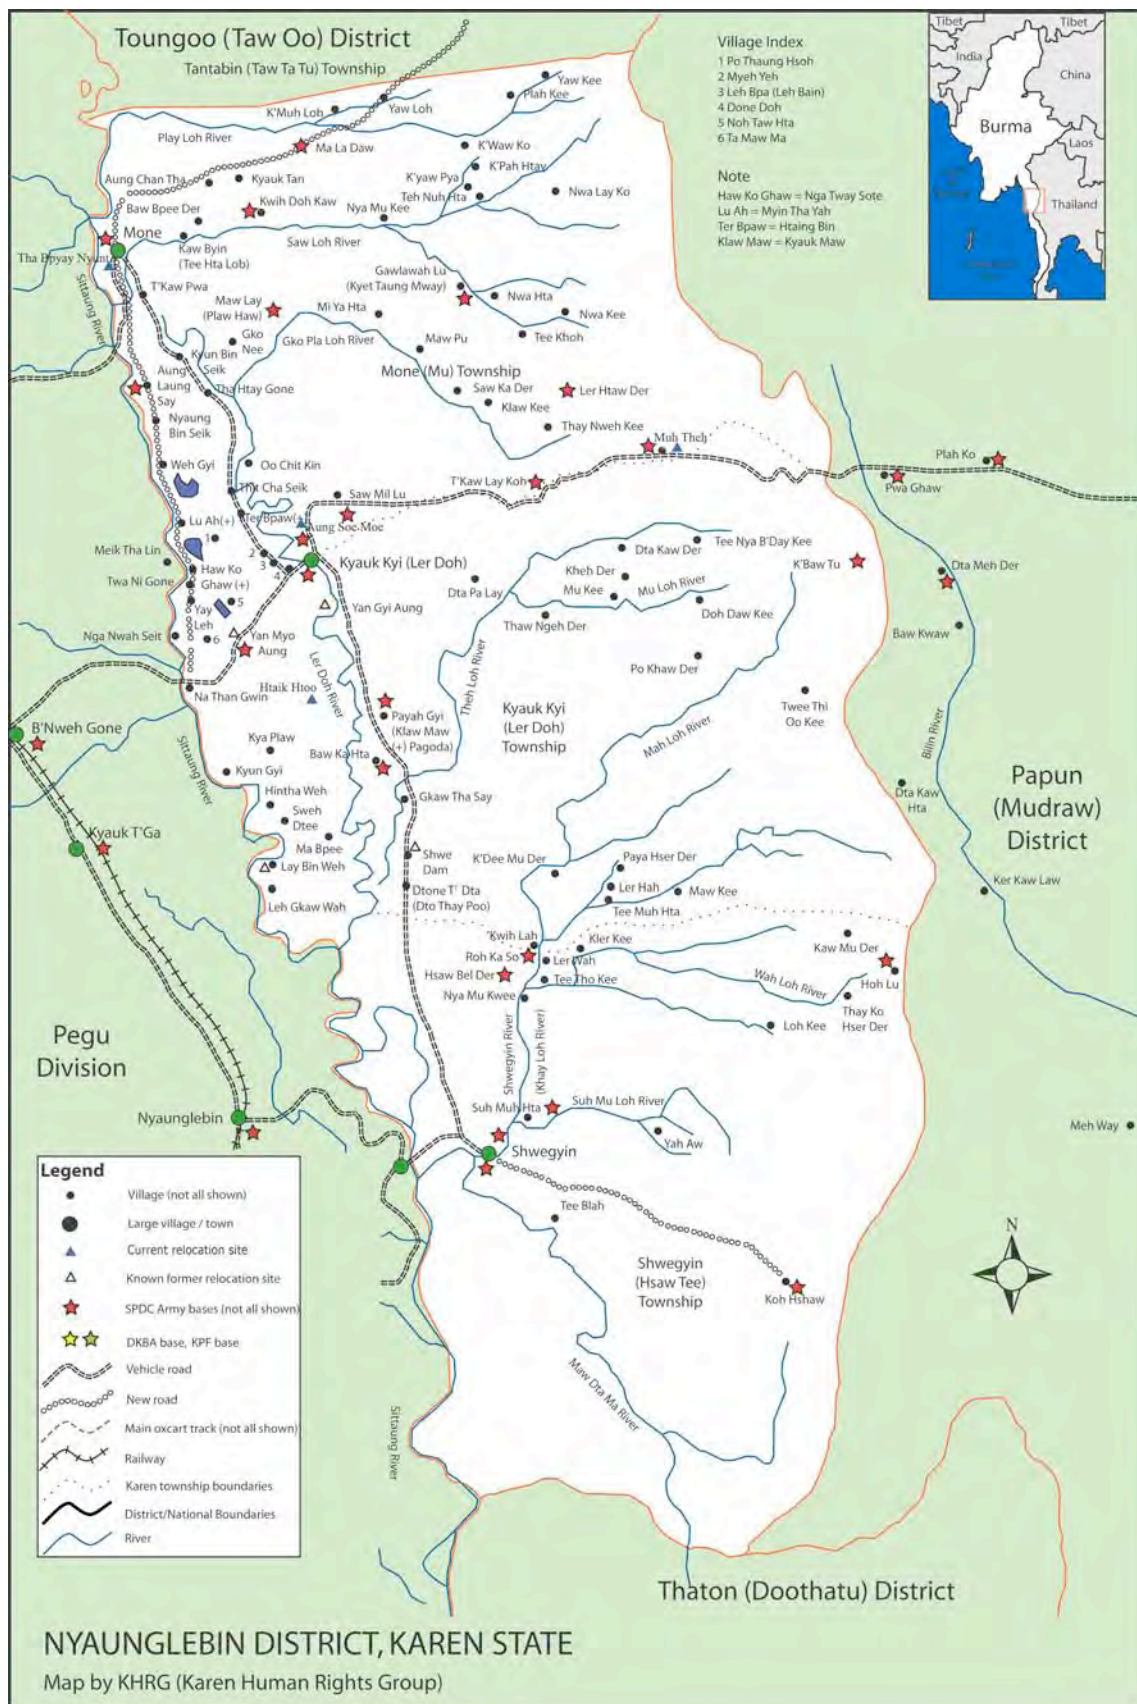 Toungoo (Taw Oo) District
Tantabin (Taw Ta Tu) Township
Village Index
1 Po Thaung Hsoh
2 Myeh Yeh
3 Leh Bpa (Leh Bain)
4 Done Doh
5 Noh Taw Hta
6 Ta Maw Ma
Note
Haw Ko Ghaw = Nga Tway Sote
Lu Ah = Myin Tha Yah
Ter Bpaw = Htaing Bin
Klaw Maw = Kyauk Maw
Tibet
Tibet
India
China
Burma
Laos
Thailand
Yaw Kee
Plah Kee
Yaw Loh
K'Muh Loh
Play Loh River
Ma La Daw
K'Waw Ko
K'Pah Htav
K'yaw Pya
Teh Nuh Hta
Nwa Lay Ko
Aung Chan Tha
Kyauk Tan
Kwih Doh Kaw
Baw Bpee Der
Nya Mu Kee
Mone
Kaw Byin
(Tee Hta Lob)
Saw Loh River
Tha Bpyay Nyunt
Sittaung River
T'Kaw Pwa
Gawlawah Lu
(Kyet Taung Mway)
Nwa Hta
Nwa Kee
Maw Lay
(Plaw Haw)
Mi Ya Hta
Tee Khoh
Gko
Nee
Gko Pla Loh River
Maw Pu
Kyun Bin
Seik
Aung
Laung
Say
Mone (Mu) Township
Tha Htay Gone
Saw Ka Der
Ler Htaw Der
Klaw Kee
Nyaung
Bin Seik
Thay Nweh Kee
Muh Theh
Weh Gyi
Oo Chit Kin
Plah Ko
Pwa Ghaw
T'Kaw Lay Koh
Thit Cha Seik
Saw Mil Lu
Lu Ah(+)
Ter Bpaw(+)
Aung Soe Moe
1
Meik Tha Lin
2
3
4
Kyauk Kyi (Ler Doh)
Dta Kaw Der
Tee Nya B'Day Kee
K'Baw Tu
Dta Meh Der
Twa Ni Gone
Haw Ko
Ghaw (+)
Kheh Der
Mu Kee
Mu Loh River
Dta Pa Lay
Yay
Leh
5
Yan Gyi Aung
Thaw Ngeh Der
Doh Daw Kee
Baw Kwaw
Nga Nwah Seit
6
Yan Myo
Aung
Ler Doh River
Theh Loh River
Po Khaw Der
Na Than Gwin
Htaik Htoo
Twee Thi
Oo Kee
Bilin River
B'Nweh Gone
Payah Gyi
(Klaw Maw
(+) Pagoda)
Kyauk Kyi
(Ler Doh)
Township
Mah Loh River
Sittaung River
Kya Plaw
Baw Ka Hta
Kyun Gyi
Papun
(Mudraw)
District
Dta Kaw
Hta
Hintha Weh
Gkaw Tha Say
Sweh
Dtee
Kyauk T'Ga
Ma Bpee
Shwe
Dam
K'Dee Mu Der
Paya Hser Der
Lay Bin Weh
Ler Hah
Maw Kee
Ker Kaw Law
Leh Gkaw Wah
Dtone T' Dta
(Dto Thay Poo)
Tee Muh Hta
'Kwih Lah
Kler Kee
Roh Ka So
Ler Wah
Kaw Mu Der
Hsaw Bel Der
Tee Tho Kee
Wah Loh River
Hoh Lu
Nya Mu Kwee
Thay Ko
Hser Der
Loh Kee
Pegu
Division
Shwegyin River
(Khay Loh River)
Nyaunglebin
Suh Muh Hta
Suh Mu Loh River
Yah Aw
Meh Way
Shwegyin
Tee Blah
N
Shwegyin
(Hsaw Tee)
Township
Koh Hshaw
Maw Dta Ma River
Sittaung River
Legend
Village (not all shown)
Large village / town
Current relocation site
Known former relocation site
SPDC Army bases (not all shown)
DKBA base, KPF base
Vehicle road
New road
Main oxcart track (not all shown)
Railway
Karen township boundaries
District/National Boundaries
River
Thaton (Doothatu) District
NYAUNGLEBIN DISTRICT, KAREN STATE
Map by KHRG (Karen Human Rights Group)